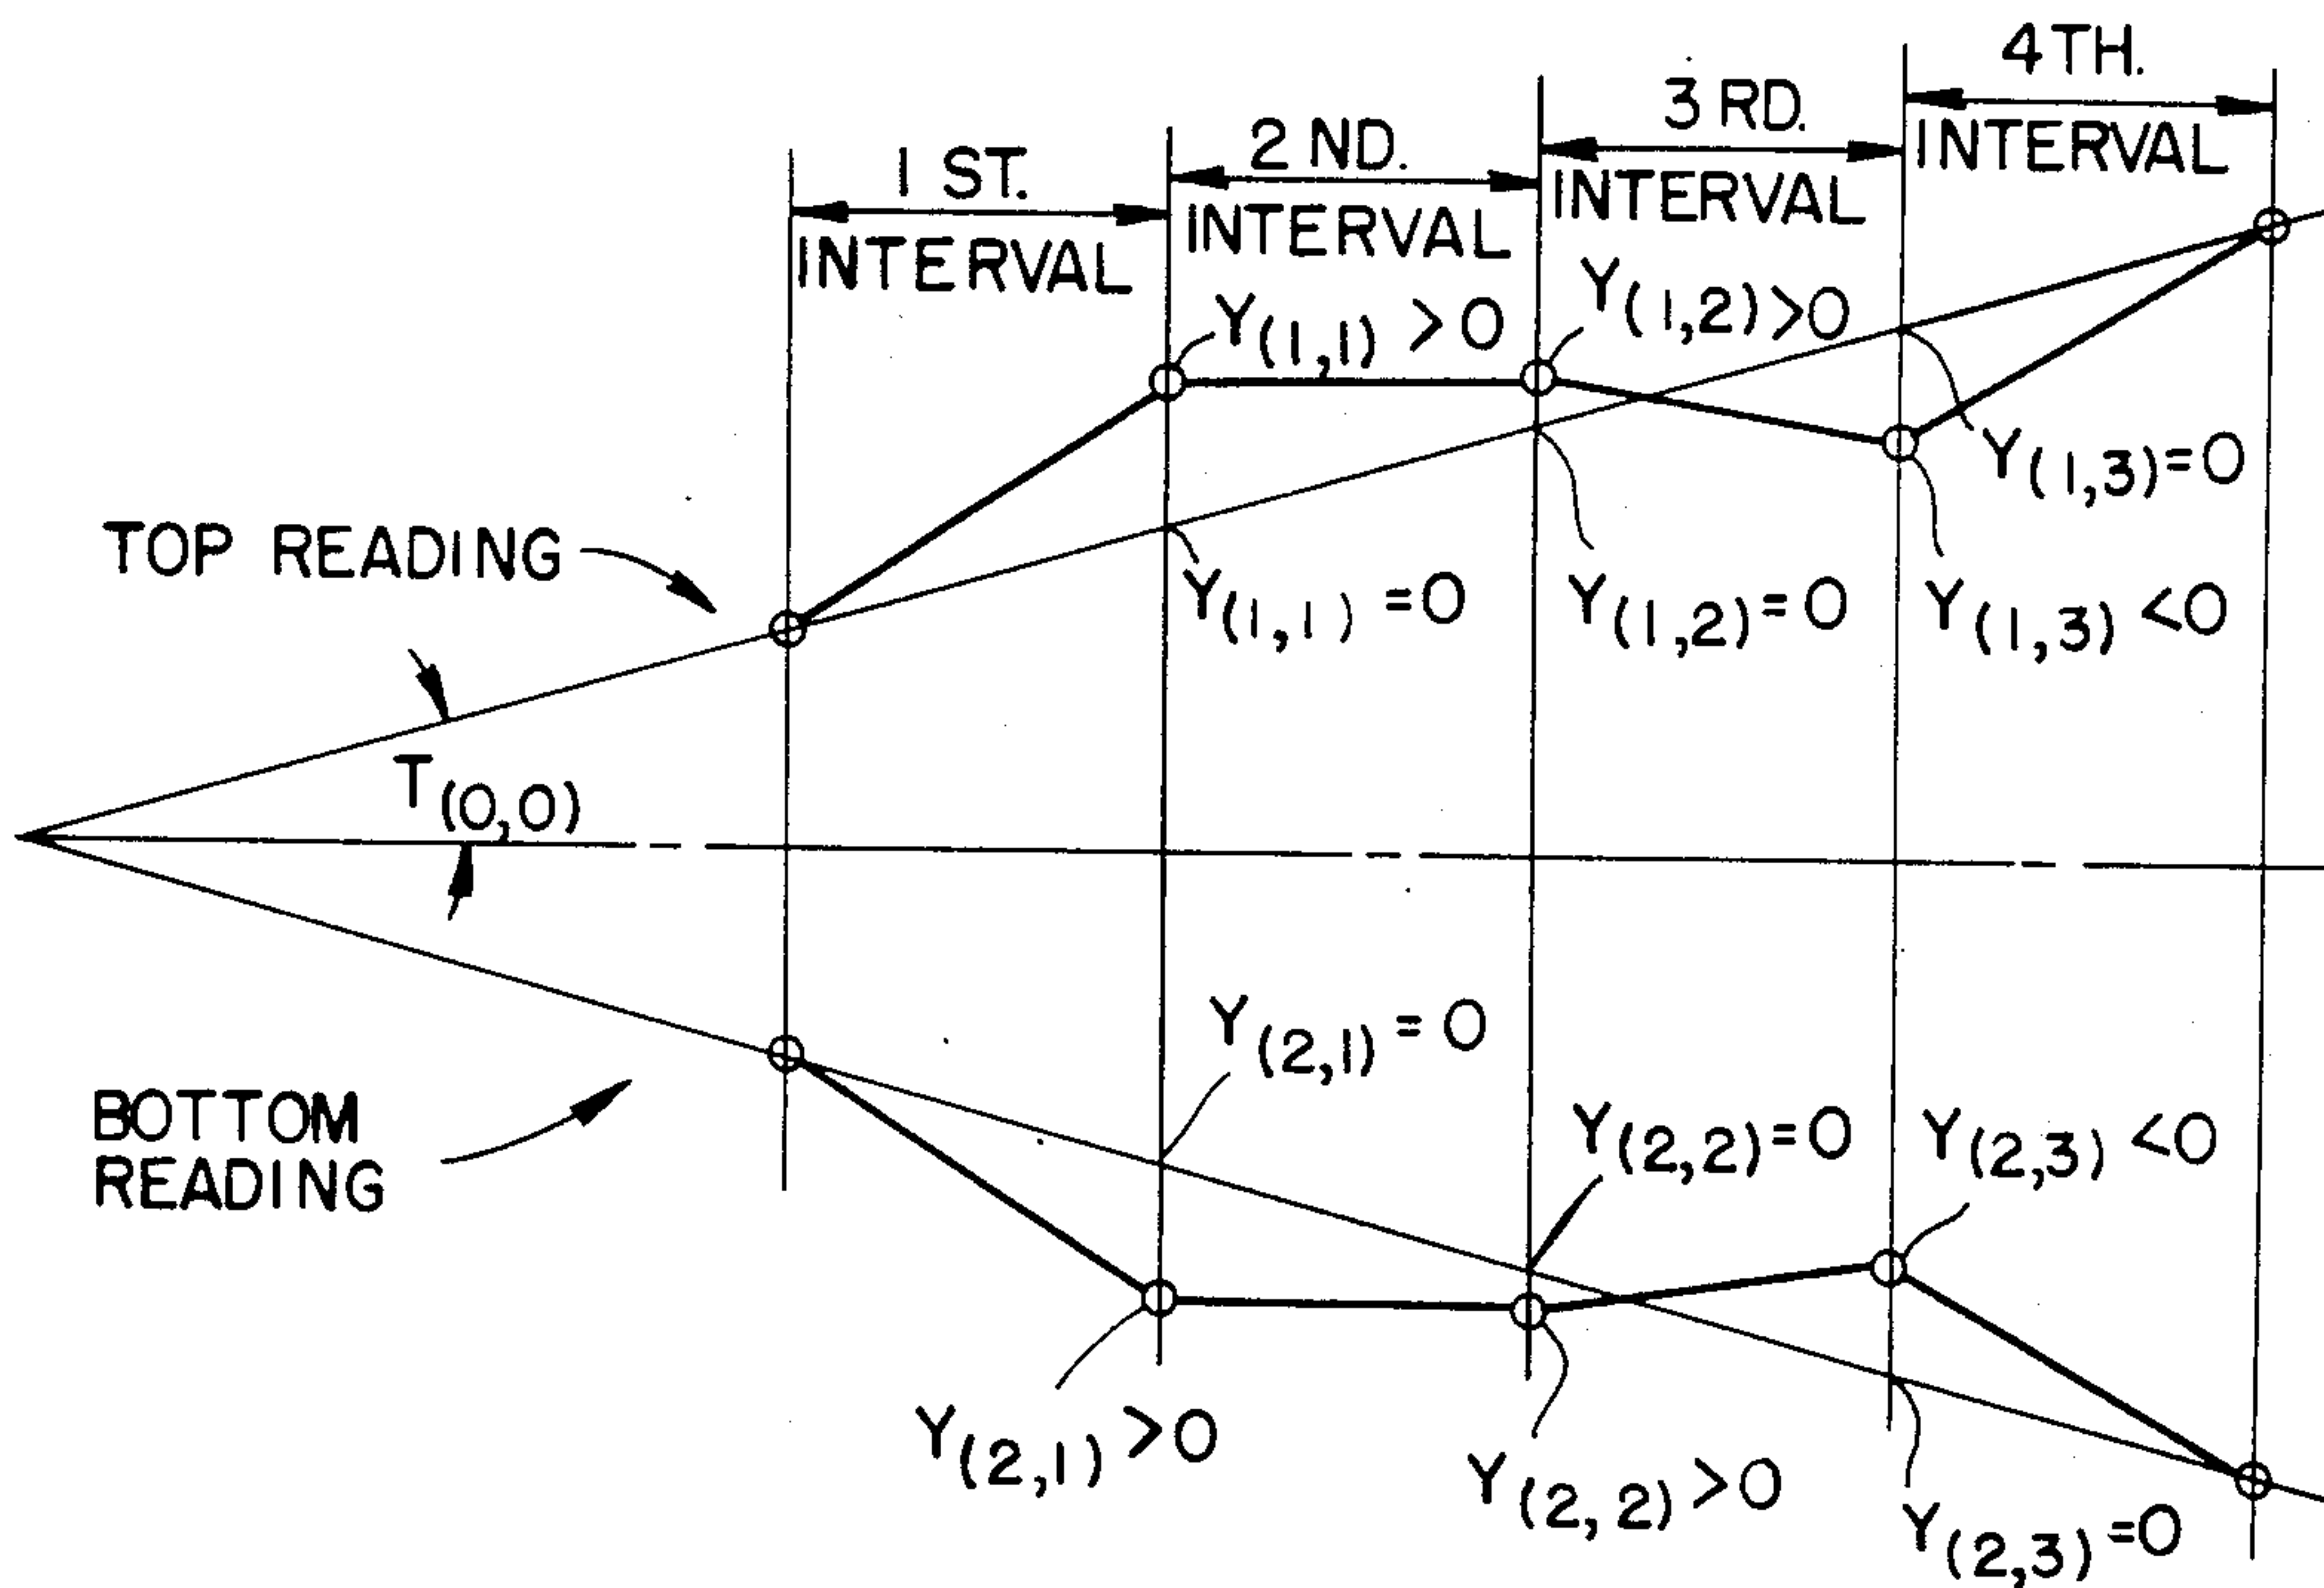 4 TH.
INTERVAL
3 RD.
INTERVAL
2 ND.
INTERVAL
1 ST.
INTERVAL
Y(1,1) >0
Y(1,2)>0
Y(1,3)=0
TOP READING
Y(1,1) =0
Y(1,2)=0
Y(1,3) <0
T(0,0)
Y(2,1) = 0
BOTTOM
READING
Y(2,2)=0
Y(2,3) <0
Y(2,1) >0
Y(2,2) >0
Y(2,3)=0